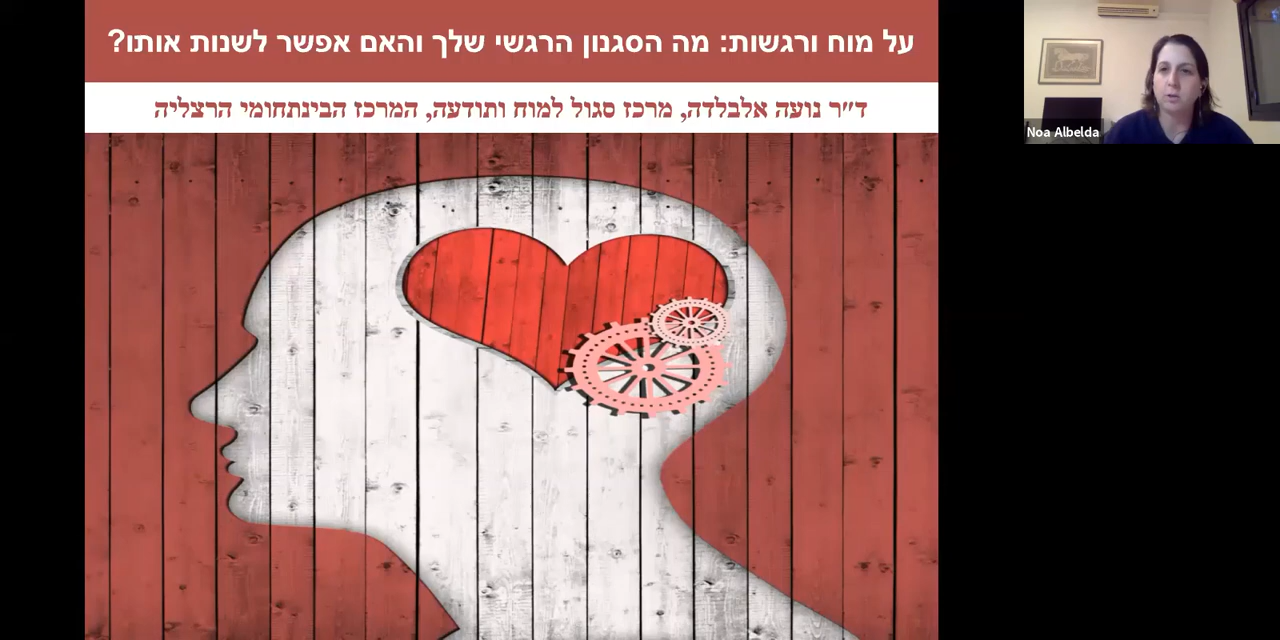 על מוח ורגשות: מה הסגנון הרגשי שלך והאם אפשר לשנות אותו?
ד״ר נועה אלבלדה, מרכז סגול למוח ותודעה, המרכז הבינתחומי הרצליה
Noa Albelda